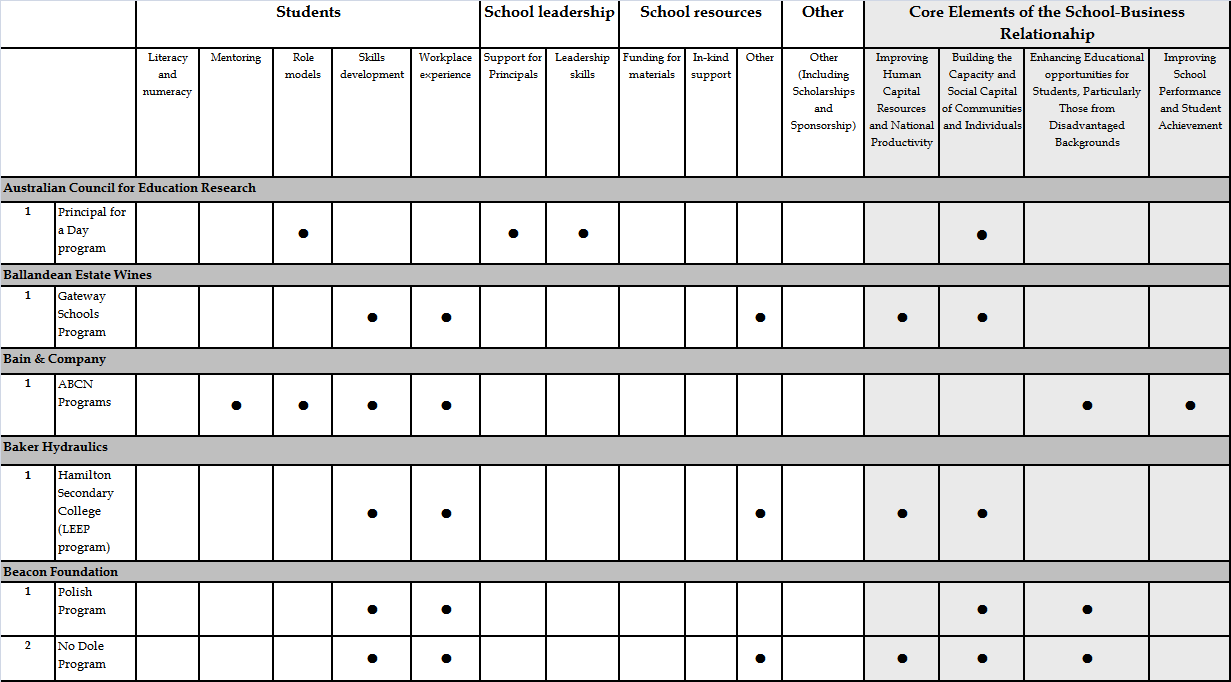 Students
School leadership
School resources
Other
Core Elements of the School-Business
Relationahip
Literacy
and
numeracy
Mentoring
Role
models
Skills
development
Workplace
experience
Support for
Principals
Leadership
skills
Funding for
materials
In-kind
support
Other
Other
(Including
Scholarships
and
Sponsorship)
Improving
Human
Capital
Resources
and National
Productivity
Building the
Capacity and
Social Capital
of Communities
and Individuals
Enhancing Educational
opportunities for
Students, Particularly
Those from
Disadvantaged
Backgrounds
Improving
School
Performance
and Student
Achievement
Australian Council for Education Research
1
Principal for
a Day
program
● ● ● ●
Ballandean Estate Wines
1
Gateway
Schools
Program
● ● ● ● ●
Bain & Company
1
ABCN
Programs
● ● ● ● ● ●
Baker Hydraulics
1
Hamilton
Secondary
College
(LEEP
program)
● ● ● ● ●
Beacon Foundation
1
Polish
Program
● ● ● ●
2
No Dole
Program
● ● ● ● ● ●